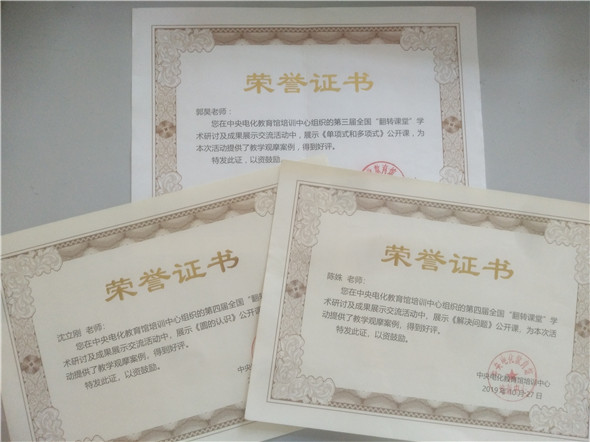 荣誉证书
郭昊老师：
您在中央电化教育馆培训中心组织的第三届全国“翻转课堂”学
术研讨及成果展示交流活动中，展示《单项式和多项式》公开课，为
本次活动提供了教学观摩案例，得到好评。
特发此证，以资鼓励。
荣誉证书
沈立刚 老师：
您在中央电化教育馆培训中心组织的第四届全国“翻转
术研讨及成果展示交流活动中，展示《圆的认识》公开课
动提供了教学观摩案例，得到好评。
特发此证，以资鼓励。
中央
荣誉证书
陈姝 老师：
您在中央电化教育馆培训中心组织的第四届全国“翻转课堂”学
术研讨及成果展示交流活动中，展示《解决问题》公开课，为本次活
动提供了教学观摩案例，得到好评。
特发此证，以资鼓励。
中央电化教育馆培训中心